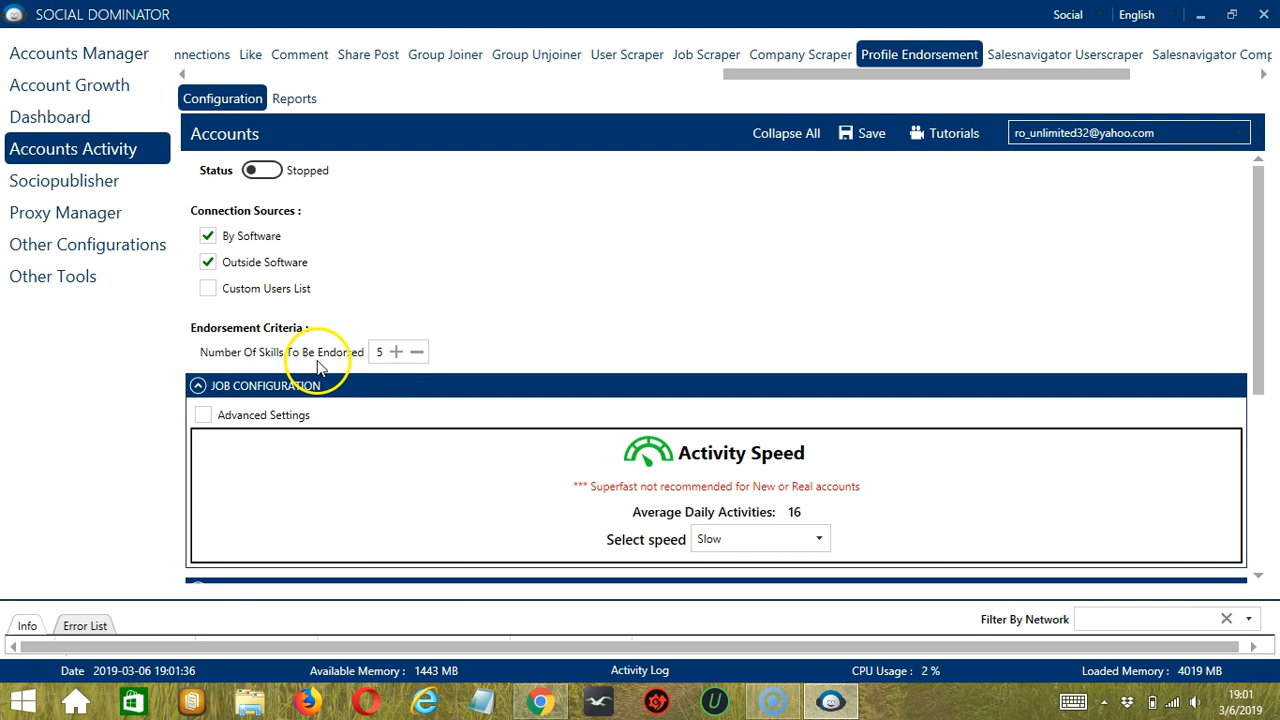 SOCIAL DOMINATOR
Social
English
Accounts Manager
Account Growth
Dashboard
Accounts Activity
Sociopublisher
Proxy Manager
Other Configurations
Other Tools
nnections Like Comment Share Post Group Joiner Group Unjoiner User Scraper Job Scraper Company Scraper Profile Endorsement Salesnavigator Userscraper Salesnavigator Comp
Configuration Reports
Accounts
Collapse All Save Tutorials ro_unlimited32@yahoo.com
Status Stopped
Connection Sources :
By Software
Outside Software
Custom Users List
Endorsement Criteria :
Number Of Skills To Be Endorsed 5
JOB CONFIGURATION
Advanced Settings
Activity Speed
*** Superfast not recommended for New or Real accounts
Average Daily Activities: 16
Select speed Slow
Info Error List
Filter By Network
Date 2019-03-06 19:01:36 Available Memory : 1443 MB Activity Log CPU Usage : 2 % Loaded Memory : 4019 MB
19:01
3/6/2019